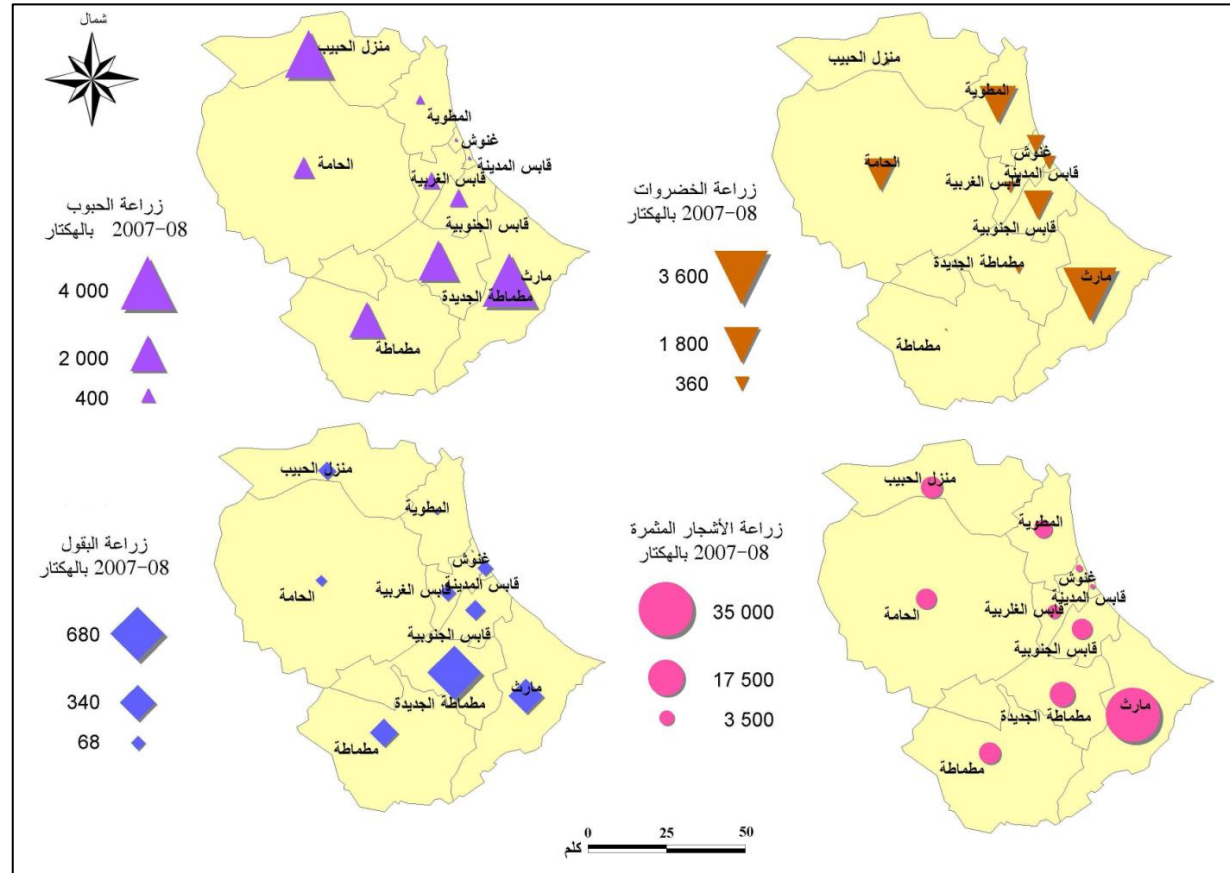 شمال
منزل الحبيب
المطوية
غنوش
قابس المدينة
الحامة
قابس الغربية
قابس الجنوبية
مارث
مطماطة الجديدة
مطماطة
زراعة الحبوب
2007-08 بالهكتار
4 000
2 000
400
منزل الحبيب
المطوية
غنوش
الحامة
قابس المدينة
قابس الغربية
قابس الجنوبية
مطماطة الجديدة
مارث
مطماطة
زراعة الخضروات
2007-08 بالهكتار
3 600
1 800
360
منزل الحبيب
المطوية
غنوش
قابس المدينة
قابس الغربية
الحامة
قابس الجنوبية
مارث
مطماطة الجديدة
مطماطة
زراعة البقول
2007-08 بالهكتار
680
340
68
منزل الحبيب
المطوية
غنوش
قابس المدينة
الحامة
قابس الغلربية
قابس الجنوبية
مارث
مطماطة الجديدة
مطماطة
زراعة الأشجار المثمرة
2007-08 بالهكتار
35 000
17 500
3 500
0 25 50
كلم